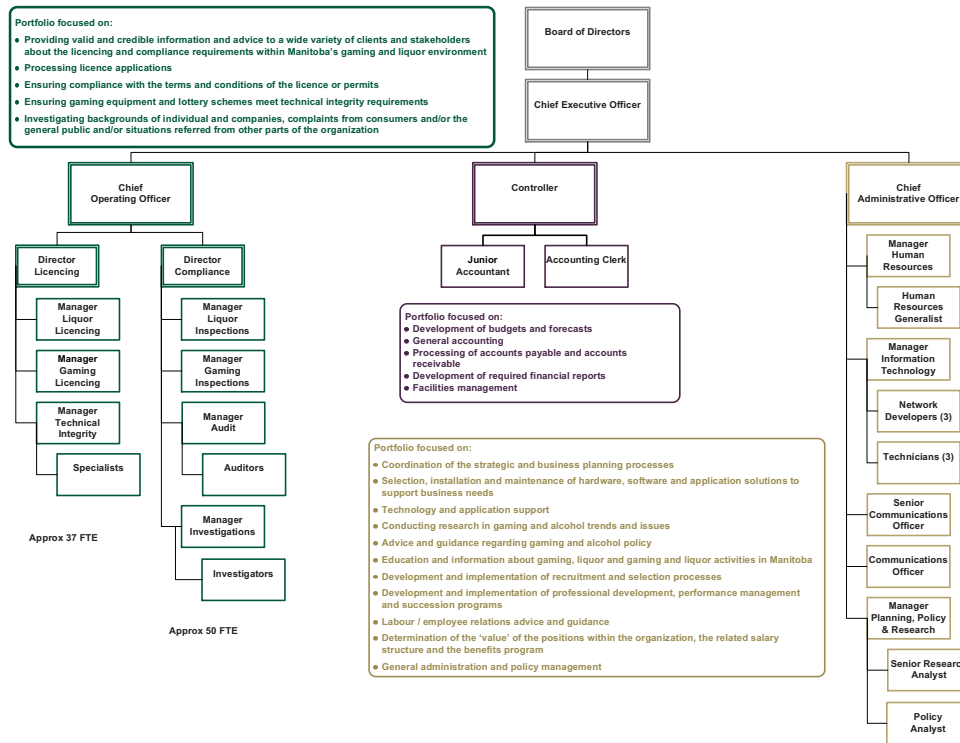 Portfolio focused on:
Providing valid and credible information and advice to a wide variety of clients and stakeholders
about the licencing and compliance requirements within Manitoba's gaming and liquor environment
Processing licence applications
Ensuring compliance with the terms and conditions of the licence or permits
Ensuring gaming equipment and lottery schemes meet technical integrity requirements
Investigating backgrounds of individual and companies, complaints from consumers and/or the
general public and/or situations referred from other parts of the organization
Board of Directors
Chief Executive Officer
Chief
Operating Officer
Controller
Chief
Administrative Officer
Director
Licencing
Manager
Liquor
Licencing
Manager
Gaming
Licencing
Manager
Technical
Integrity
Specialists
Approx 37 FTE
Director
Compliance
Manager
Liquor
Inspections
Manager
Gaming
Inspections
Manager
Audit
Auditors
Manager
Investigations
Investigators
Approx 50 FTE
Junior
Accountant
Accounting Clerk
Portfolio focused on:
Development of budgets and forecasts
General accounting
Processing of accounts payable and accounts
receivable
Development of required financial reports
Facilities management
Portfolio focused on:
Coordination of the strategic and business planning processes
Selection, installation and maintenance of hardware, software and application solutions to
support business needs
Technology and application support
Conducting research in gaming and alcohol trends and issues
Advice and guidance regarding gaming and alcohol policy
Education and information about gaming, liquor and gaming and liquor activities in Manitoba
Development and implementation of recruitment and selection processes
Development and implementation of professional development, performance management
and succession programs
Labour / employee relations advice and guidance
Determination of the 'value' of the positions within the organization, the related salary
structure and the benefits program
General administration and policy management
Manager
Human
Resources
Human
Resources
Generalist
Manager
Information
Technology
Network
Developers (3)
Technicians (3)
Senior
Communications
Officer
Communications
Officer
Manager
Planning, Policy
& Research
Senior Researc
Analyst
Policy
Analyst